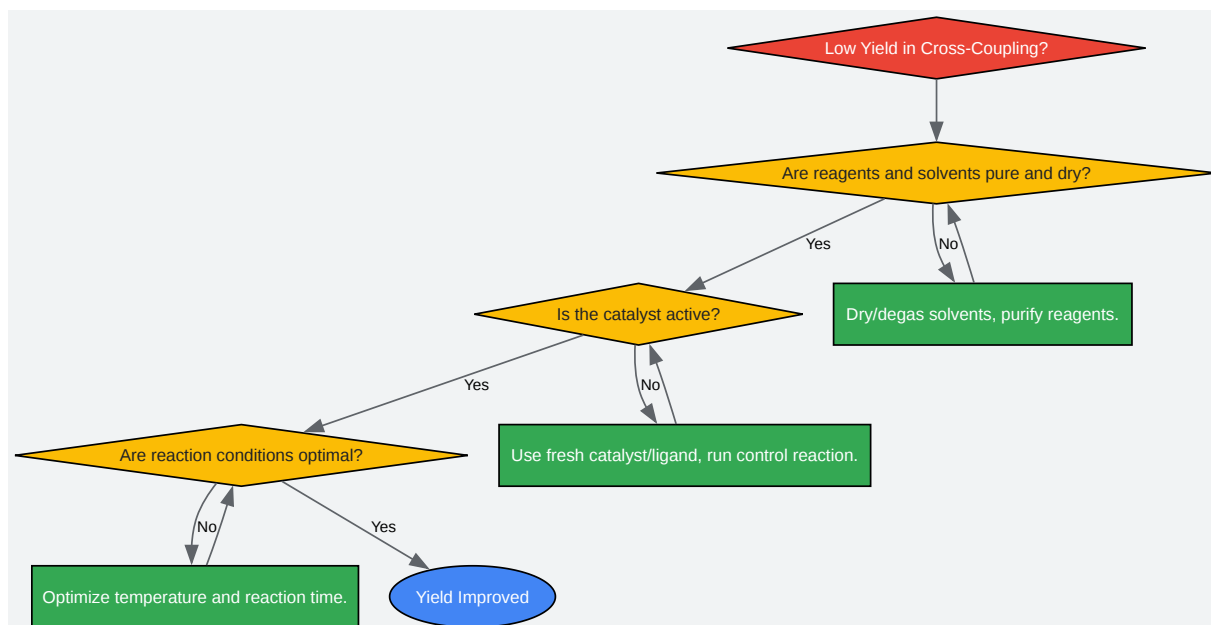 Low Yield in Cross-Coupling?
Are reagents and solvents pure and dry?
Yes
No
Is the catalyst active?
Dry/degas solvents, purify reagents.
Yes
No
Are reaction conditions optimal?
Use fresh catalyst/ligand, run control reaction.
No
Yes
Optimize temperature and reaction time.
Yield Improved